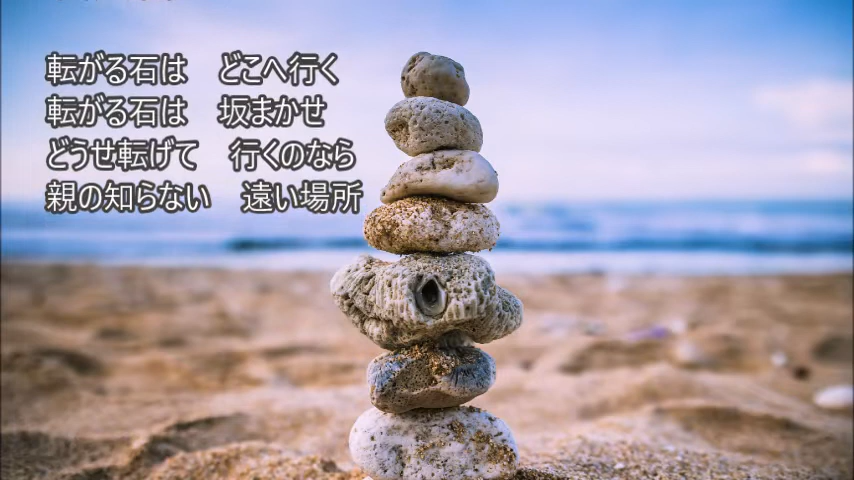 転がる石は　どこへ行く
転がる石は　坂まかせ
どうせ転げて　行くのなら
親の知らない　遠い場所